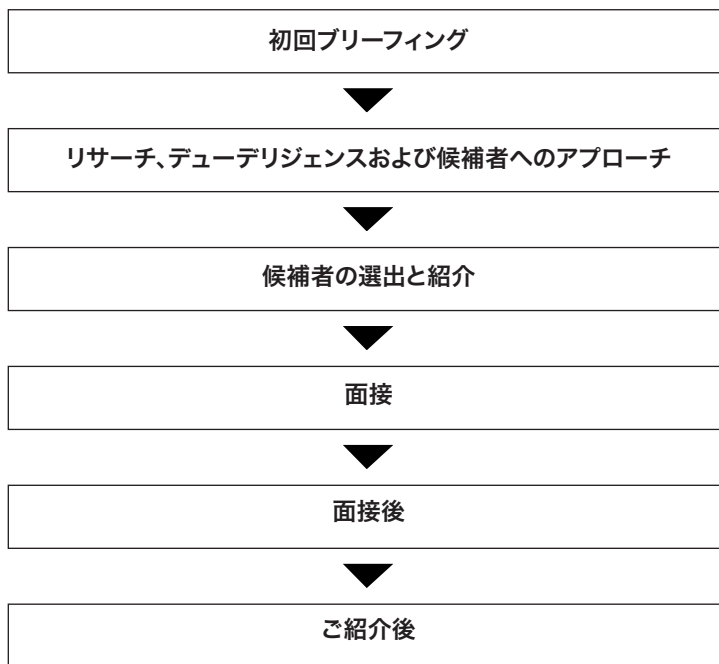 初回ブリーフィング
リサーチ、デューデリジェンスおよび候補者へのアプローチ
候補者の選出と紹介
面接
面接後
ご紹介後